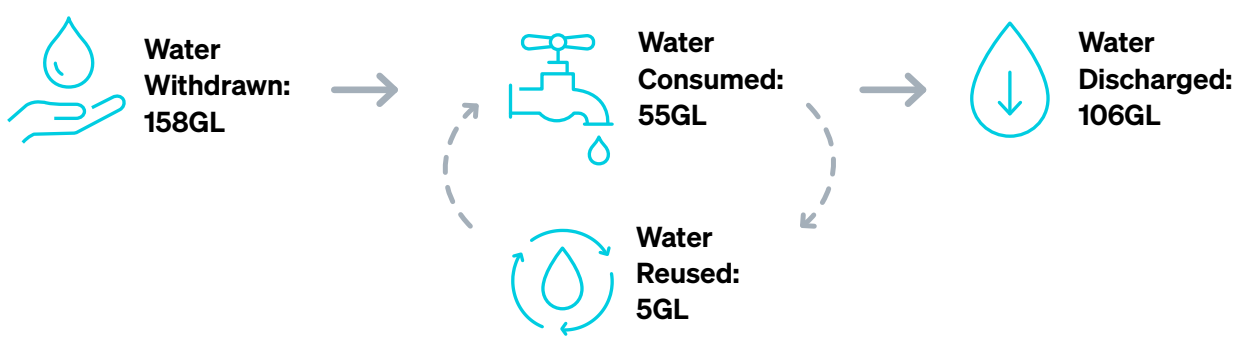 Water
Withdrawn:
158GL
Water
Consumed:
55GL
Water
Discharged:
106GL
Water
Reused:
5GL